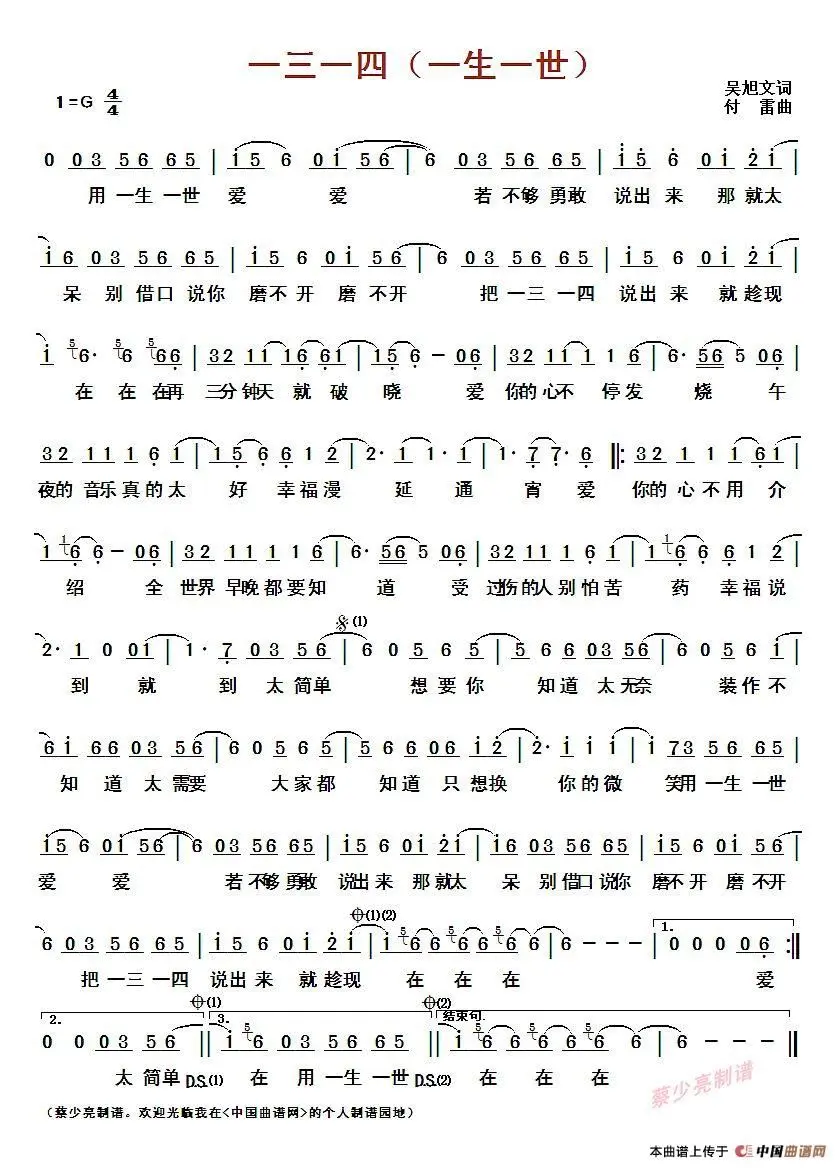 一三一四（一生一世）
1=G 4/4
吴旭文词
付　雷曲
0 03 56 65 | i5 6 0i 56 | 6 03 56 65 | i5 6 0i 2i |
用 一生 一世 爱 爱 若 不够 勇敢 说出 来 那 就太
i6 03 56 65 | i5 6 0i 56 | 6 03 56 65 | i5 6 0i 2i |
呆 别 借口 说你 磨不 开 磨不开 把 一三 一四 说出 来 就 趁现
i 5 6· 5 6 5 66 | 32 11 16 61 | 15 6 - 06 | 32 11 1 1 6 | 6· 56 5 06 |
在 在 在再 三分 钟天 就 破 晓 爱 你的 心不 停发 烧 午
32 11 1 6 1 | 15 6 6 1 2 | 2· 1 1· 1 | 1· 7 7· 6 |: 32 1 1 1 61 |
夜的 音乐真的太 好 幸福漫 延 通 宵 爱 你的 心 不 用 介
1 1 6 6 - 06 | 32 11 1 1 6 | 6· 56 5 06 | 32 11 1 1 1 | 1 1 6 6 6 1 |
绍 全 世界 早晚都要知 道 受 过伤的人别怕苦 药 幸福说
2· 1 0 01 | 1· 7 03 56 | 6 05 6 5 | 5 66 03 56 | 6 05 6 i |
𝄋(1)
到 就 到 太 简单 想要你 知道 太无奈 装作不
6i 66 03 56 | 6 05 65 | 56 6 06 i2 | 2· i i i | i 73 56 65 |
知 道 太 需要 大家都 知道 只 想换 你的微 笑用 一生 一世
i5 6 0i 56 | 6 03 56 65 | i5 6 0i 2i | i6 03 56 65 | i5 6 0i 56 |
爱 爱 若 不够 勇敢 说出 来 那 就太 呆 别借口说你 磨不 开 磨不开
6 03 56 65 | i5 6 0i 2i | i 5 6 6 5 6 6 5 6 6 | 6 - - - | 0 0 0 06 :||
𝄌(1)(2)
1.
把 一三 一四 说出 来 就 趁现 在 在 在 爱
2.
𝄌(1)
3.
𝄌(2)
结束句.
0 0 03 56 || i 5 6 03 56 65 || i 5 6 i 5 6 i 5 6 | 6 - - - ||
太 简单 D.S.(1) 在 用 一生 一世 D.S.(2) 在 在 在
蔡少亮制谱
（蔡少亮制谱。欢迎光临我在<中国曲谱网>的个人制谱园地）
本曲谱上传于 中国曲谱网